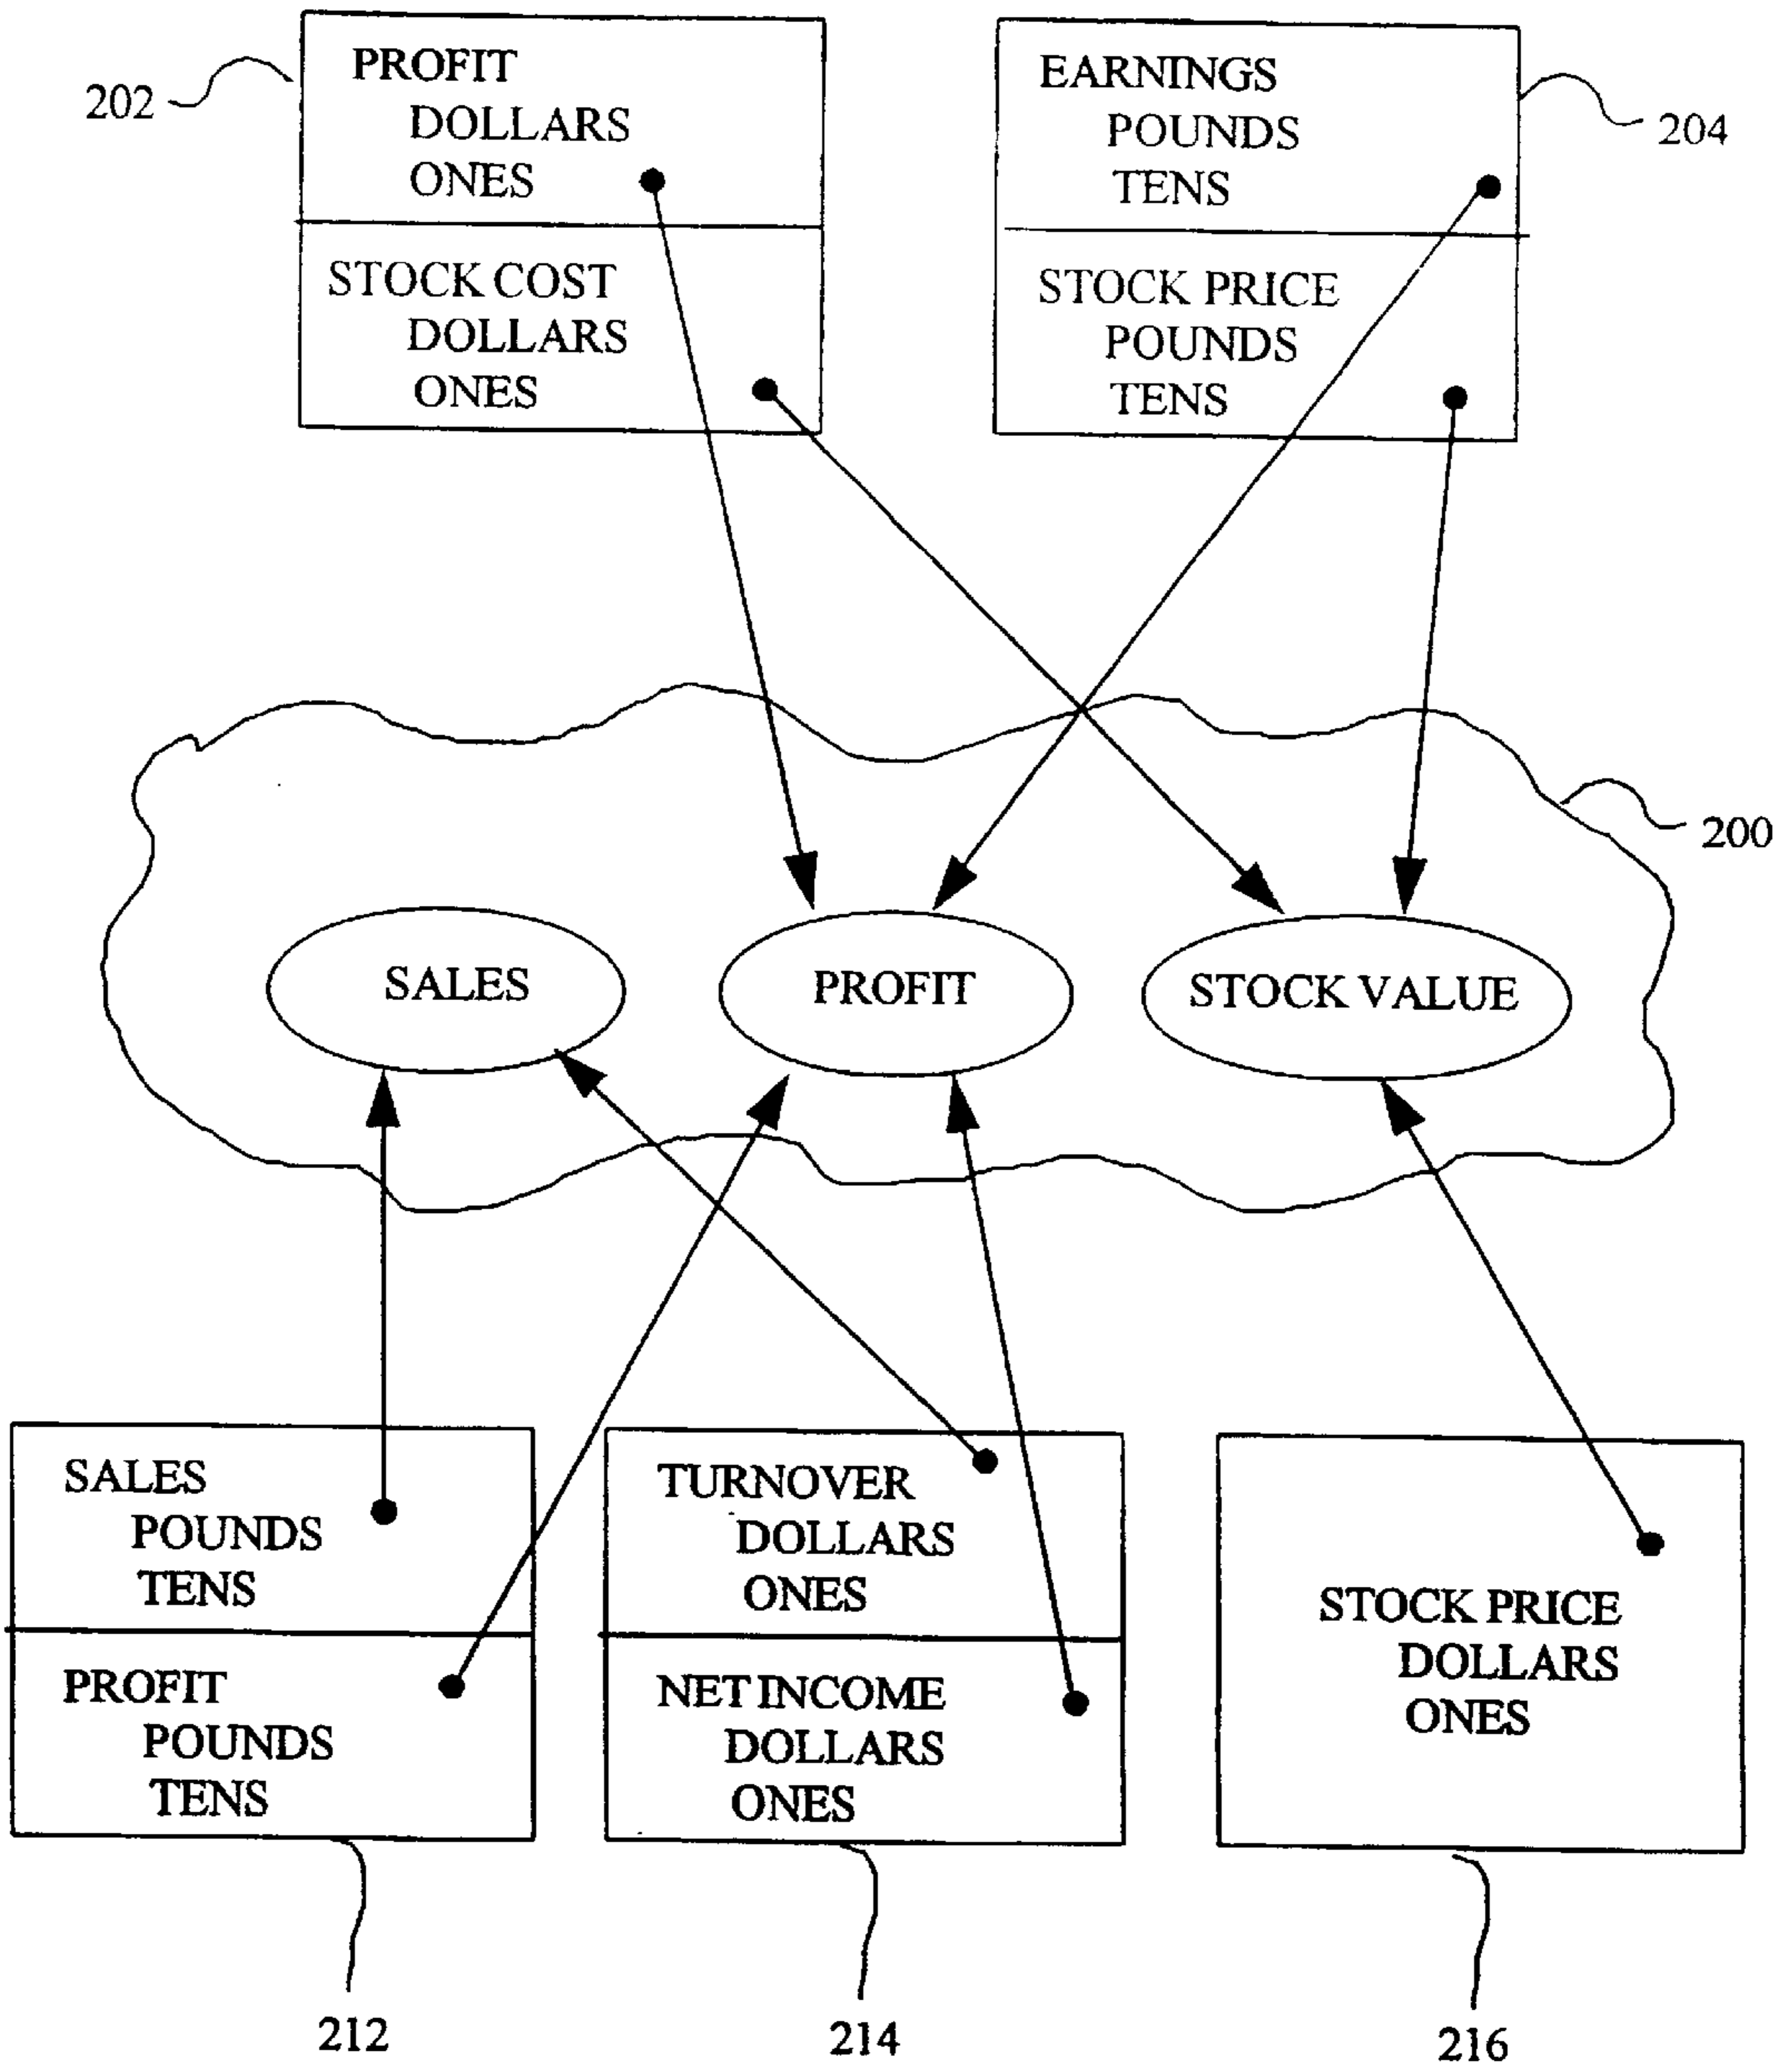 202
PROFIT
DOLLARS
ONES
STOCK COST
DOLLARS
ONES
EARNINGS
POUNDS
TENS
STOCK PRICE
POUNDS
TENS
204
200
SALES
PROFIT
STOCK VALUE
SALES
POUNDS
TENS
PROFIT
POUNDS
TENS
TURNOVER
DOLLARS
ONES
NET INCOME
DOLLARS
ONES
STOCK PRICE
DOLLARS
ONES
212
214
216